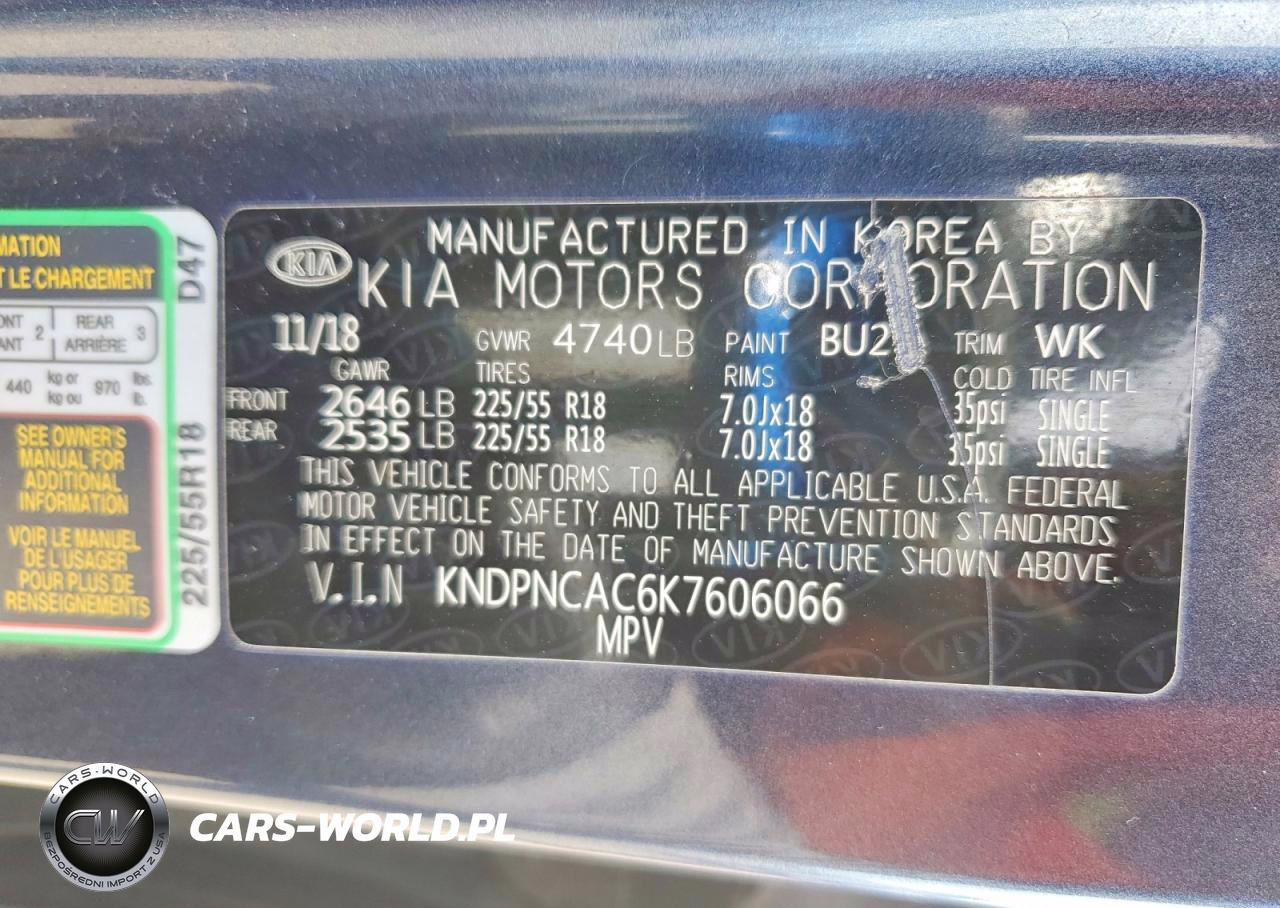 MATION
T LE CHARGEMENT
ONT 2 REAR 3
ANT ARRIÈRE
440 kg or 970 lbs.
kg ou lb.
SEE OWNER'S
MANUAL FOR
ADDITIONAL
INFORMATION
VOIR LE MANUEL
DE L'USAGER
POUR PLUS DE
RENSEIGNEMENTS
225/55R18 D47
KIA
MANUFACTURED IN KOREA BY
KIA MOTORS CORPORATION
11/18 GVWR 4740 LB PAINT BU2 TRIM WK
GAWR TIRES RIMS COLD TIRE INFL
FRONT 2646 LB 225/55 R18 7.0Jx18 35psi SINGLE
REAR 2535 LB 225/55 R18 7.0Jx18 35psi SINGLE
THIS VEHICLE CONFORMS TO ALL APPLICABLE U.S.A. FEDERAL
MOTOR VEHICLE SAFETY AND THEFT PREVENTION STANDARDS
IN EFFECT ON THE DATE OF MANUFACTURE SHOWN ABOVE.
V.I.N KNDPNCAC6K7606066
MPV
CARS-WORLD
CW
BEZPOŚREDNI IMPORT Z USA
CARS-WORLD.PL